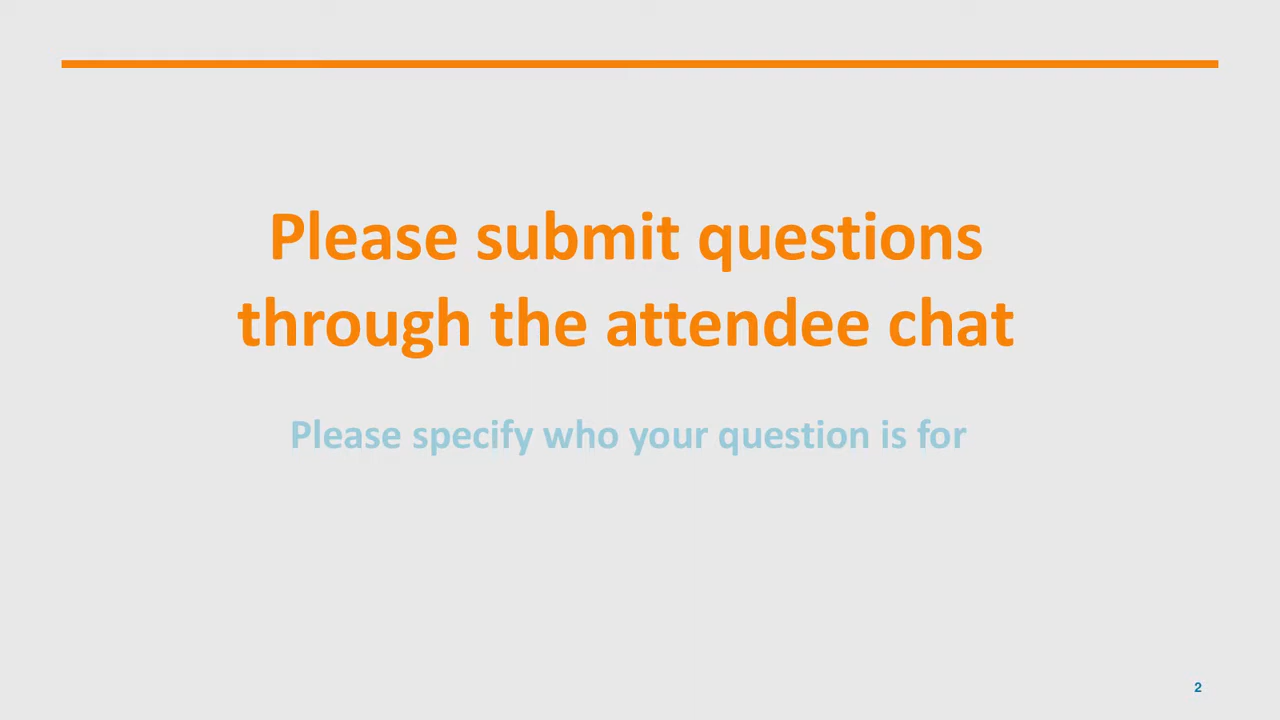 Please submit questions
through the attendee chat
Please specify who your question is for
2